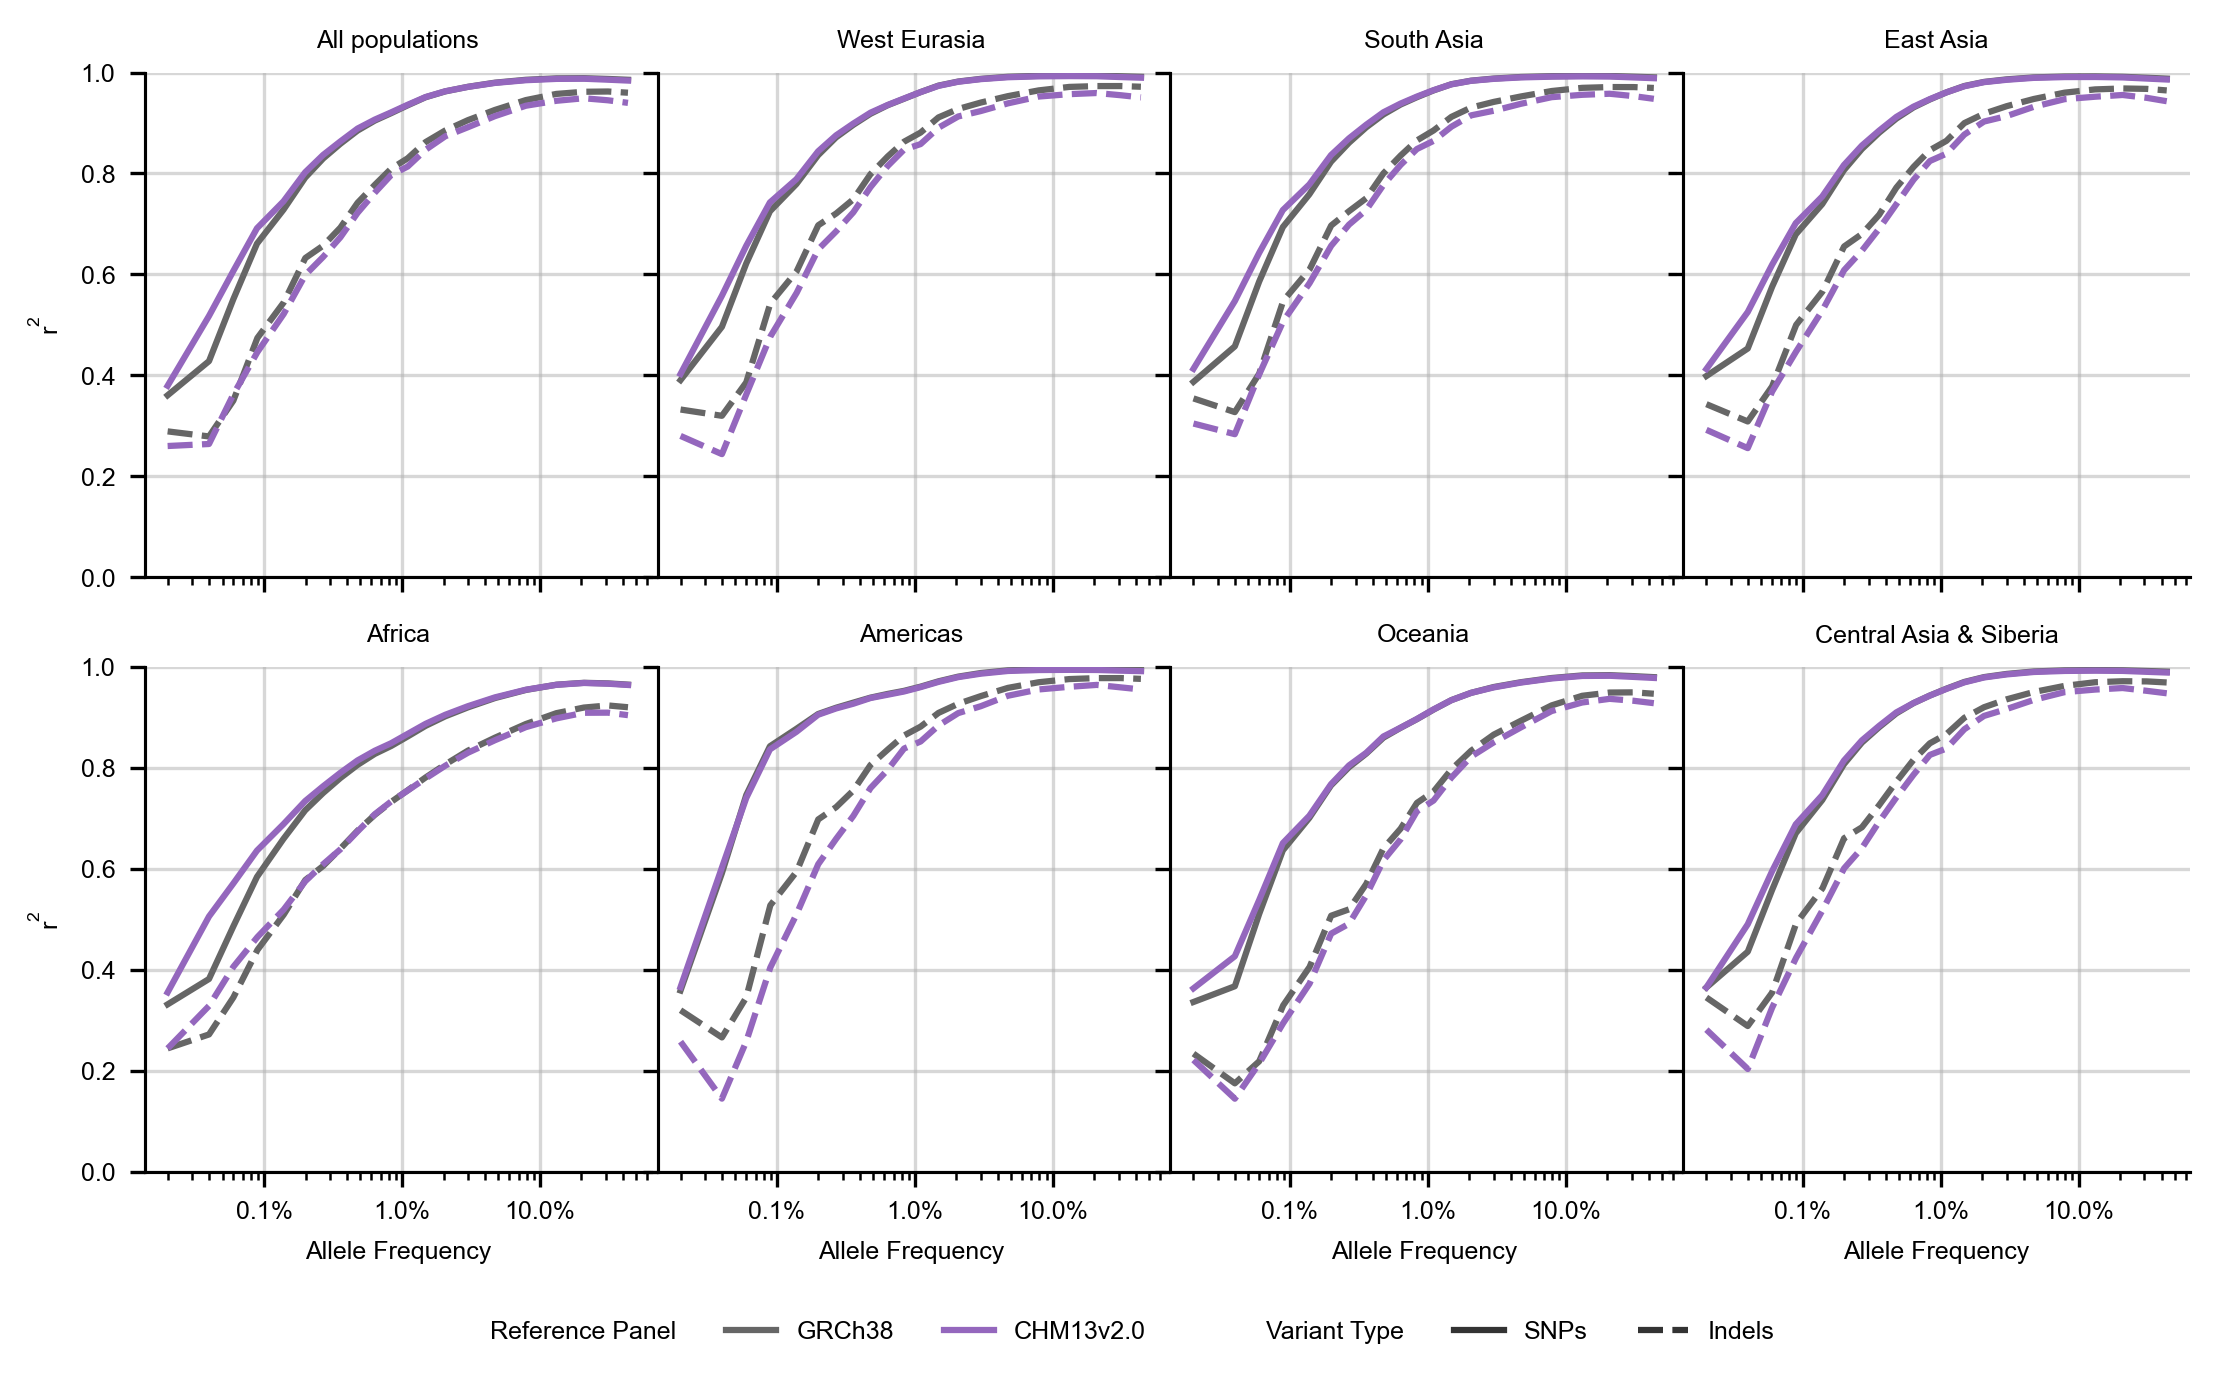 All populations
West Eurasia
South Asia
East Asia
1.0
0.8
0.6
0.4
0.2
0.0
r²
Africa
Americas
Oceania
Central Asia & Siberia
1.0
0.8
0.6
0.4
0.2
0.0
r²
0.1% 1.0% 10.0%
0.1% 1.0% 10.0%
0.1% 1.0% 10.0%
0.1% 1.0% 10.0%
Allele Frequency
Allele Frequency
Allele Frequency
Allele Frequency
Reference Panel GRCh38 CHM13v2.0 Variant Type SNPs Indels